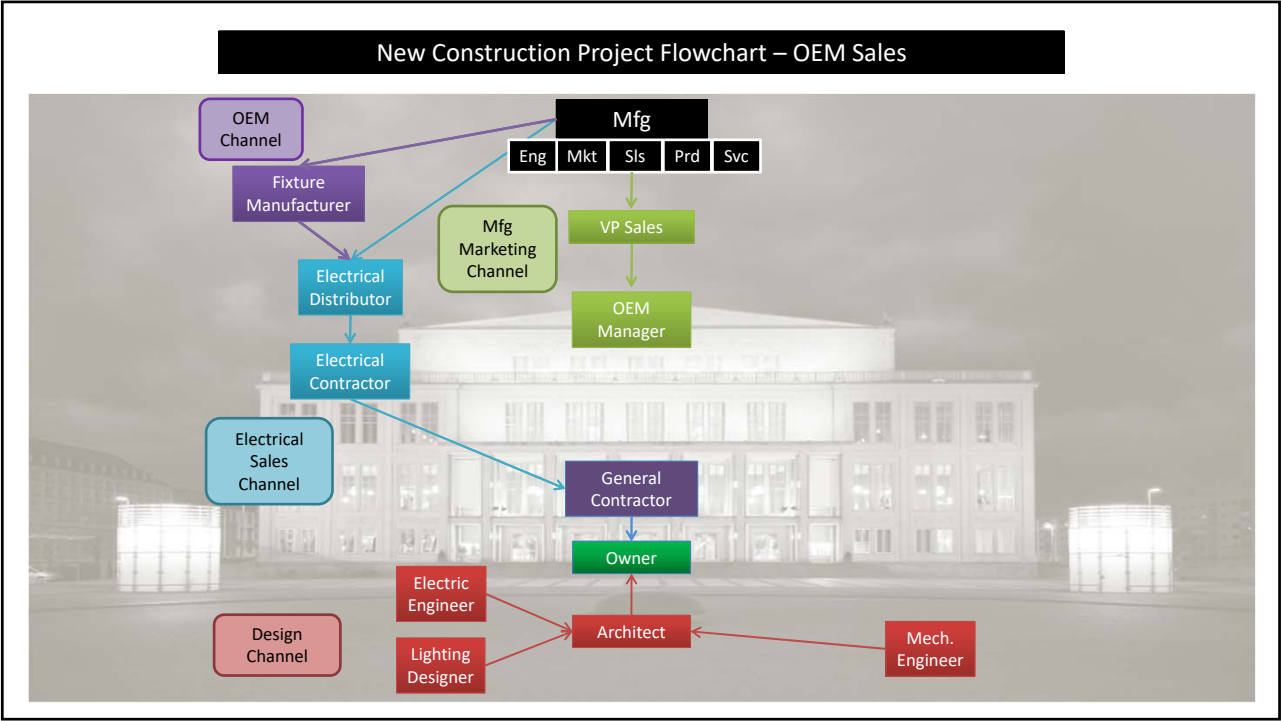 New Construction Project Flowchart – OEM Sales
OEM
Channel
Mfg
Eng
Mkt
Sls
Prd
Svc
Fixture
Manufacturer
Mfg
Marketing
Channel
VP Sales
Electrical
Distributor
OEM
Manager
Electrical
Contractor
Electrical
Sales
Channel
General
Contractor
Owner
Electric
Engineer
Design
Channel
Architect
Mech.
Engineer
Lighting
Designer